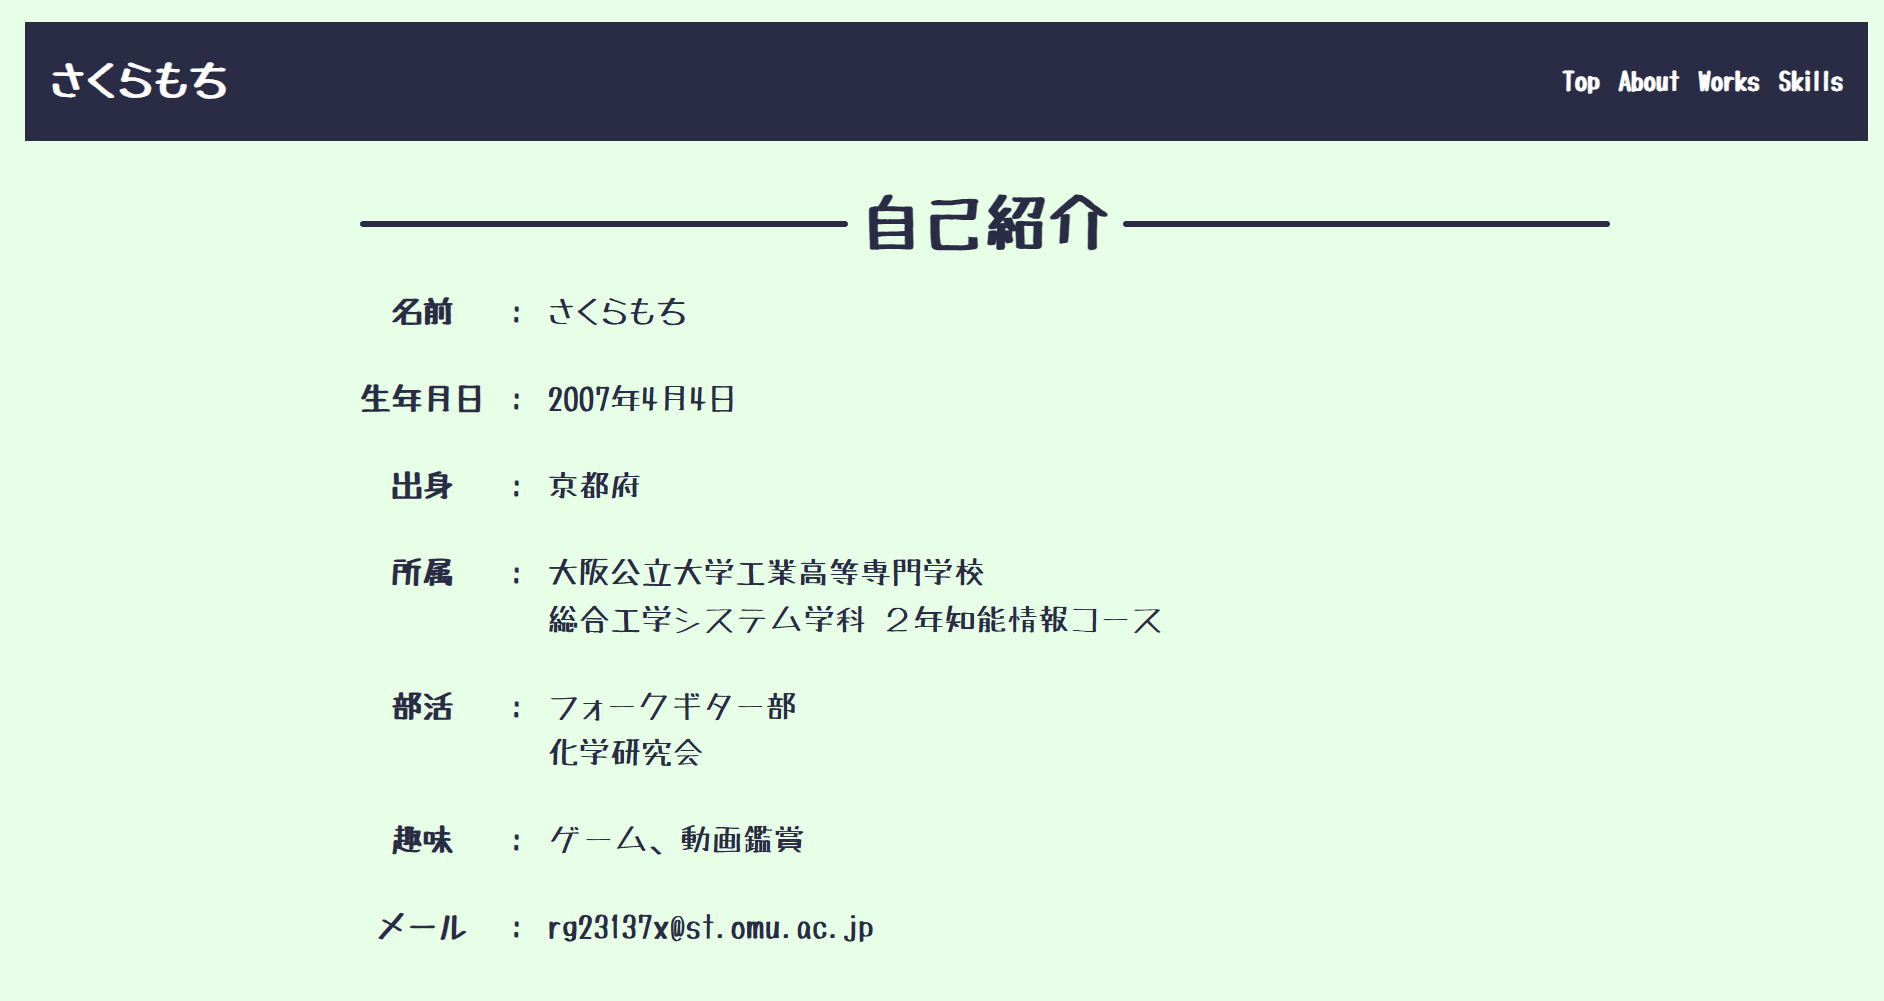 さくらもち
Top About Works Skills
自己紹介
名前 : さくらもち
生年月日 : 2007年4月4日
出身 : 京都府
所属 : 大阪公立大学工業高等専門学校
総合工学システム学科 2年知能情報コース
部活 : フォークギター部
化学研究会
趣味 : ゲーム、動画鑑賞
メール : rg23137x@st.omu.ac.jp